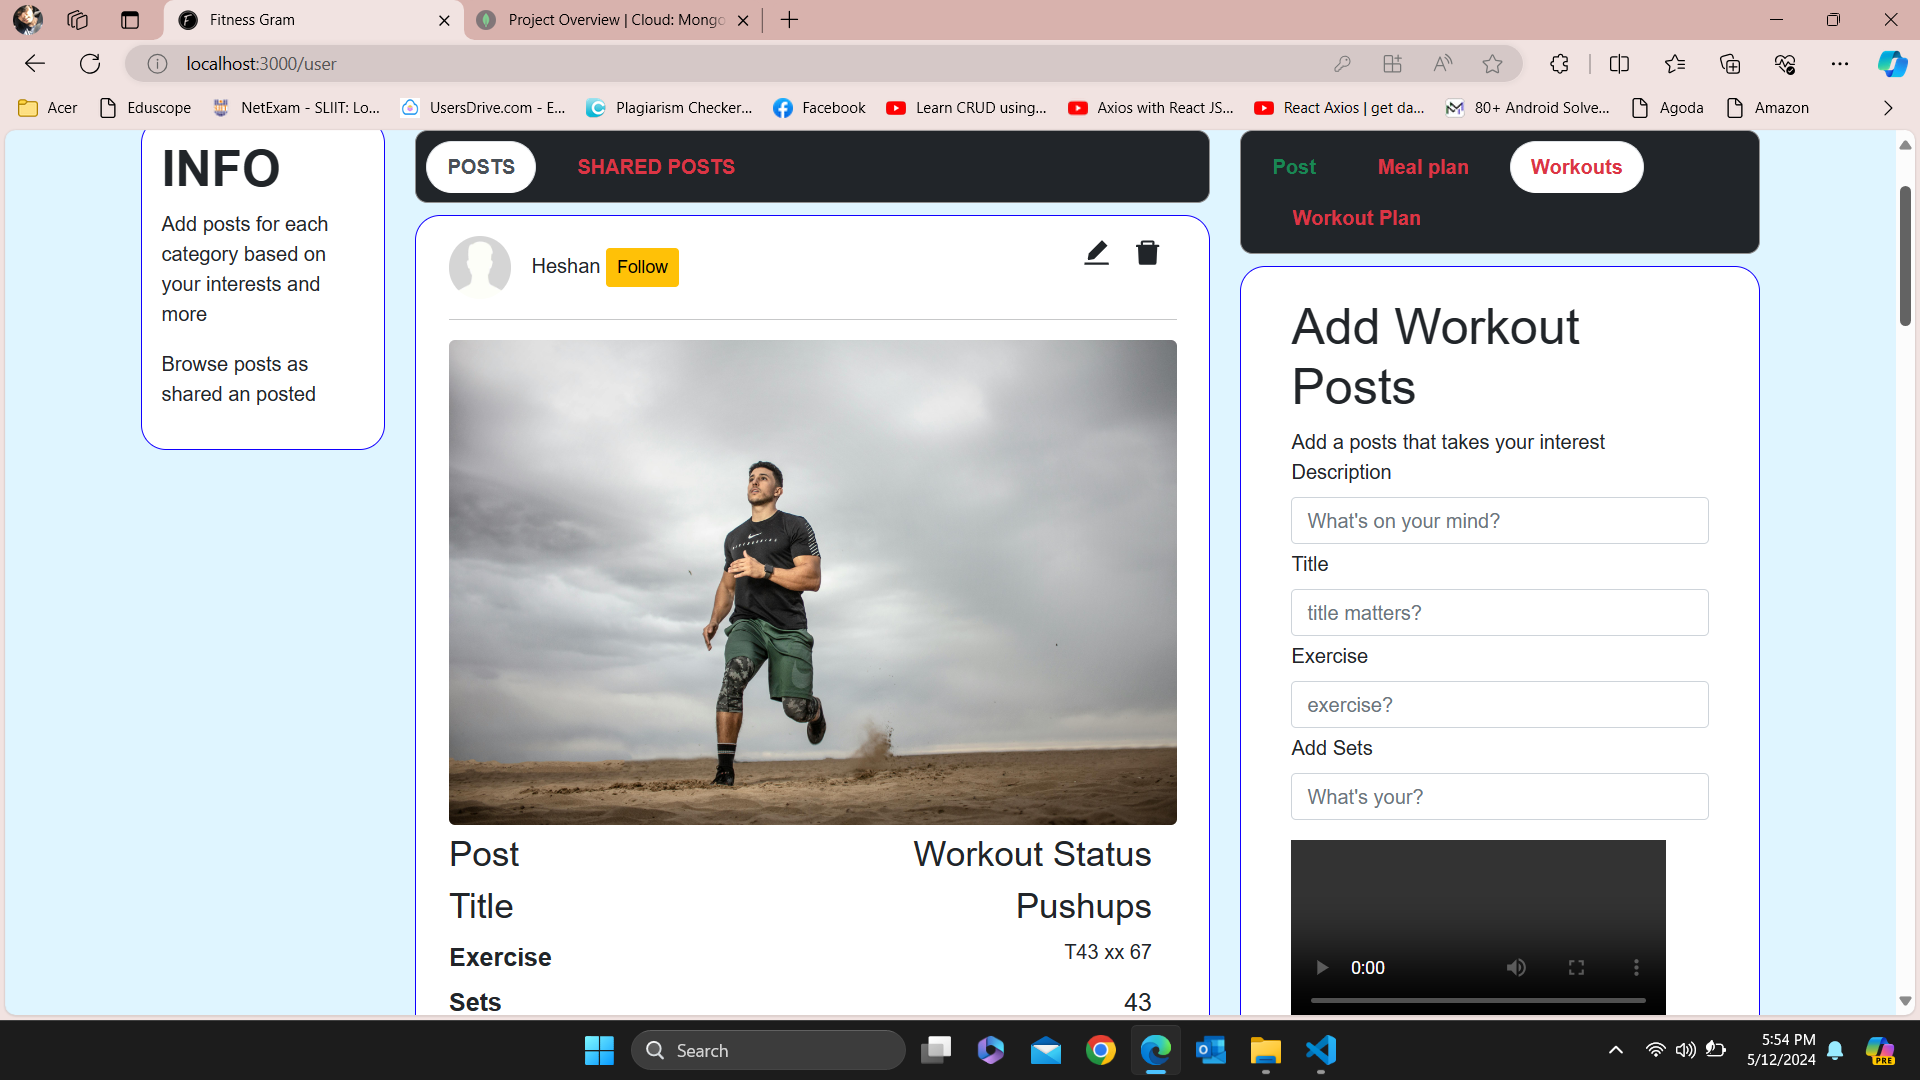 Fitness Gram
Project Overview | Cloud: Mongo
localhost:3000/user
Acer
Eduscope
NetExam - SLIIT: Lo...
UsersDrive.com - E...
Plagiarism Checker...
Facebook
Learn CRUD using...
Axios with React JS...
React Axios | get da...
80+ Android Solve...
Agoda
Amazon
INFO
Add posts for each
category based on
your interests and
more
Browse posts as
shared an posted
POSTS
SHARED POSTS
Heshan
Follow
Post
Workout Status
Title
Pushups
Exercise
T43 xx 67
Sets
43
Post
Meal plan
Workouts
Workout Plan
Add Workout
Posts
Add a posts that takes your interest
Description
What's on your mind?
Title
title matters?
Exercise
exercise?
Add Sets
What's your?
0:00
Search
5:54 PM
5/12/2024
PRE